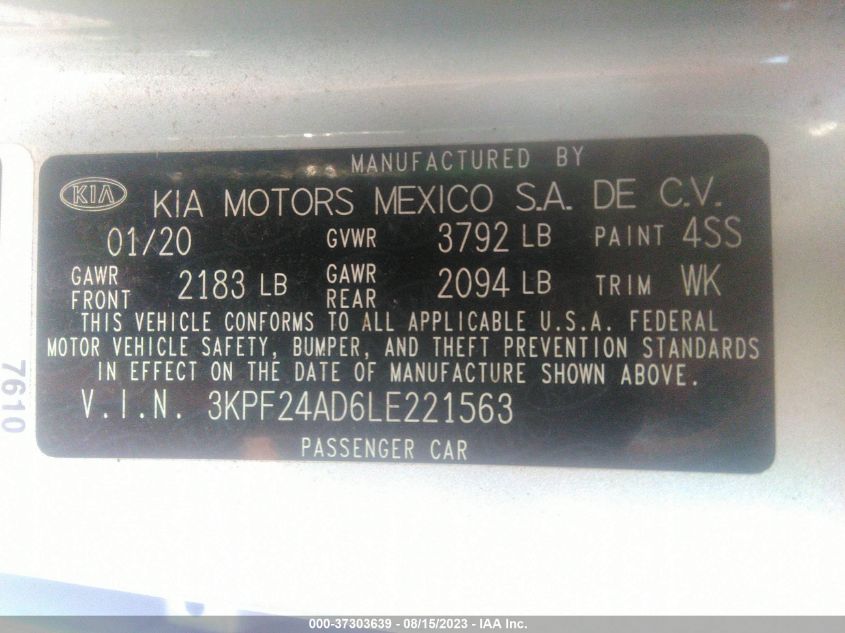 MANUFACTURED BY
KIA KIA MOTORS MEXICO S.A. DE C.V.
01/20 GVWR 3792 LB PAINT 4SS
GAWR FRONT 2183 LB GAWR REAR 2094 LB TRIM WK
THIS VEHICLE CONFORMS TO ALL APPLICABLE U.S.A. FEDERAL
MOTOR VEHICLE SAFETY, BUMPER, AND THEFT PREVENTION STANDARDS
IN EFFECT ON THE DATE OF MANUFACTURE SHOWN ABOVE.
V.I.N. 3KPF24AD6LE221563
PASSENGER CAR
7610
000-37303639 - 08/15/2023 - IAA Inc.